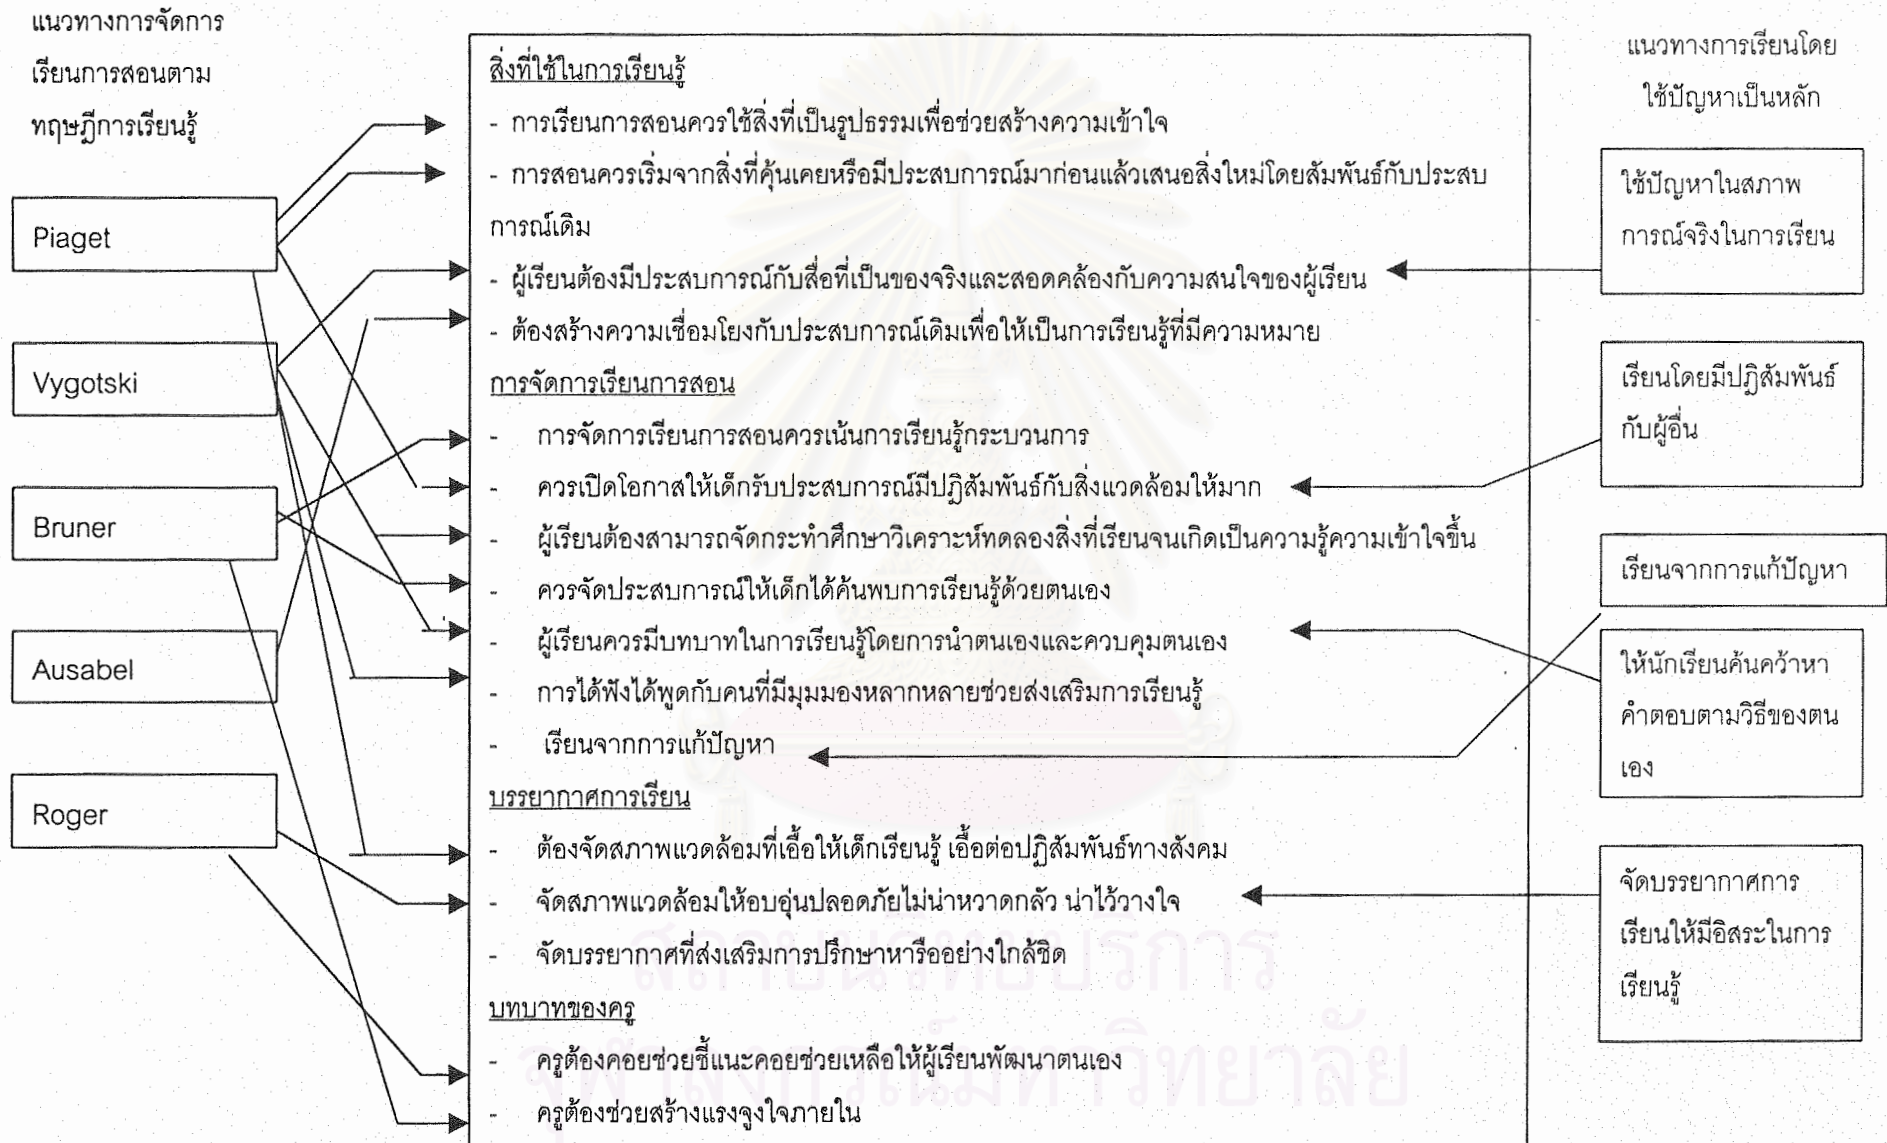 แนวทางการจัดการ
เรียนการสอนตาม
ทฤษฎีการเรียนรู้
Piaget
Vygotski
Bruner
Ausabel
Roger
สิ่งที่ใช้ในการเรียนรู้
- การเรียนการสอนควรใช้สิ่งที่เป็นรูปธรรมเพื่อช่วยสร้างความเข้าใจ
- การสอนควรเริ่มจากสิ่งที่คุ้นเคยหรือมีประสบการณ์มาก่อนแล้วเสนอสิ่งใหม่โดยสัมพันธ์กับประสบ
การณ์เดิม
- ผู้เรียนต้องมีประสบการณ์กับสื่อที่เป็นของจริงและสอดคล้องกับความสนใจของผู้เรียน
- ต้องสร้างความเชื่อมโยงกับประสบการณ์เดิมเพื่อให้เป็นการเรียนรู้ที่มีความหมาย
การจัดการเรียนการสอน
- การจัดการเรียนการสอนควรเน้นการเรียนรู้กระบวนการ
- ควรเปิดโอกาสให้เด็กรับประสบการณ์มีปฏิสัมพันธ์กับสิ่งแวดล้อมให้มาก
- ผู้เรียนต้องสามารถจัดกระทำศึกษาวิเคราะห์ทดลองสิ่งที่เรียนจนเกิดเป็นความรู้ความเข้าใจขึ้น
- ควรจัดประสบการณ์ให้เด็กได้ค้นพบการเรียนรู้ด้วยตนเอง
- ผู้เรียนควรมีบทบาทในการเรียนรู้โดยการนำตนเองและควบคุมตนเอง
- การได้ฟังได้พูดกับคนที่มีมุมมองหลากหลายช่วยส่งเสริมการเรียนรู้
- เรียนจากการแก้ปัญหา
บรรยากาศการเรียน
- ต้องจัดสภาพแวดล้อมที่เอื้อให้เด็กเรียนรู้ เอื้อต่อปฏิสัมพันธ์ทางสังคม
- จัดสภาพแวดล้อมให้อบอุ่นปลอดภัยไม่น่าหวาดกลัว น่าไว้วางใจ
- จัดบรรยากาศที่ส่งเสริมการปรึกษาหารืออย่างใกล้ชิด
บทบาทของครู
- ครูต้องคอยช่วยชี้แนะคอยช่วยเหลือให้ผู้เรียนพัฒนาตนเอง
- ครูต้องช่วยสร้างแรงจูงใจภายใน
แนวทางการเรียนโดย
ใช้ปัญหาเป็นหลัก
ใช้ปัญหาในสภาพ
การณ์จริงในการเรียน
เรียนโดยมีปฏิสัมพันธ์
กับผู้อื่น
เรียนจากการแก้ปัญหา
ให้นักเรียนค้นคว้าหา
คำตอบตามวิธีของตน
เอง
จัดบรรยากาศการ
เรียนให้มีอิสระในการ
เรียนรู้
สถาบันวิทยบริการ
จุฬาลงกรณ์มหาวิทยาลัย